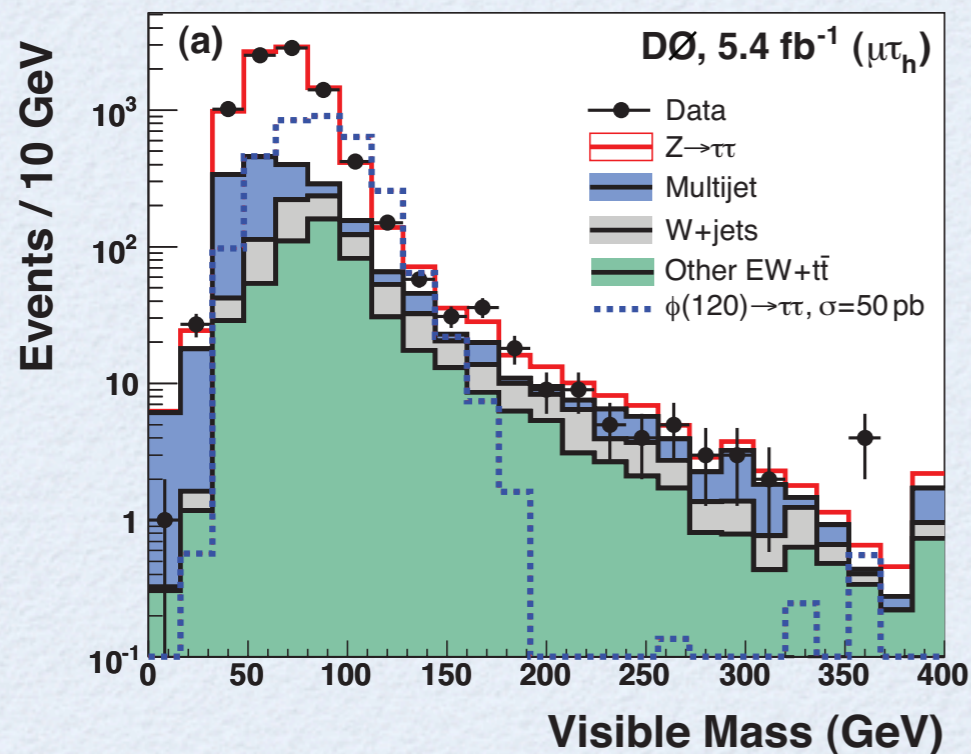 (a)
DØ, 5.4 fb⁻¹ (μτₕ)
Data
Z→ττ
Multijet
W+jets
Other EW+tt̄
ϕ(120)→ττ, σ=50 pb
Events / 10 GeV
10³
10²
10
1
10⁻¹
0 50 100 150 200 250 300 350 400
Visible Mass (GeV)